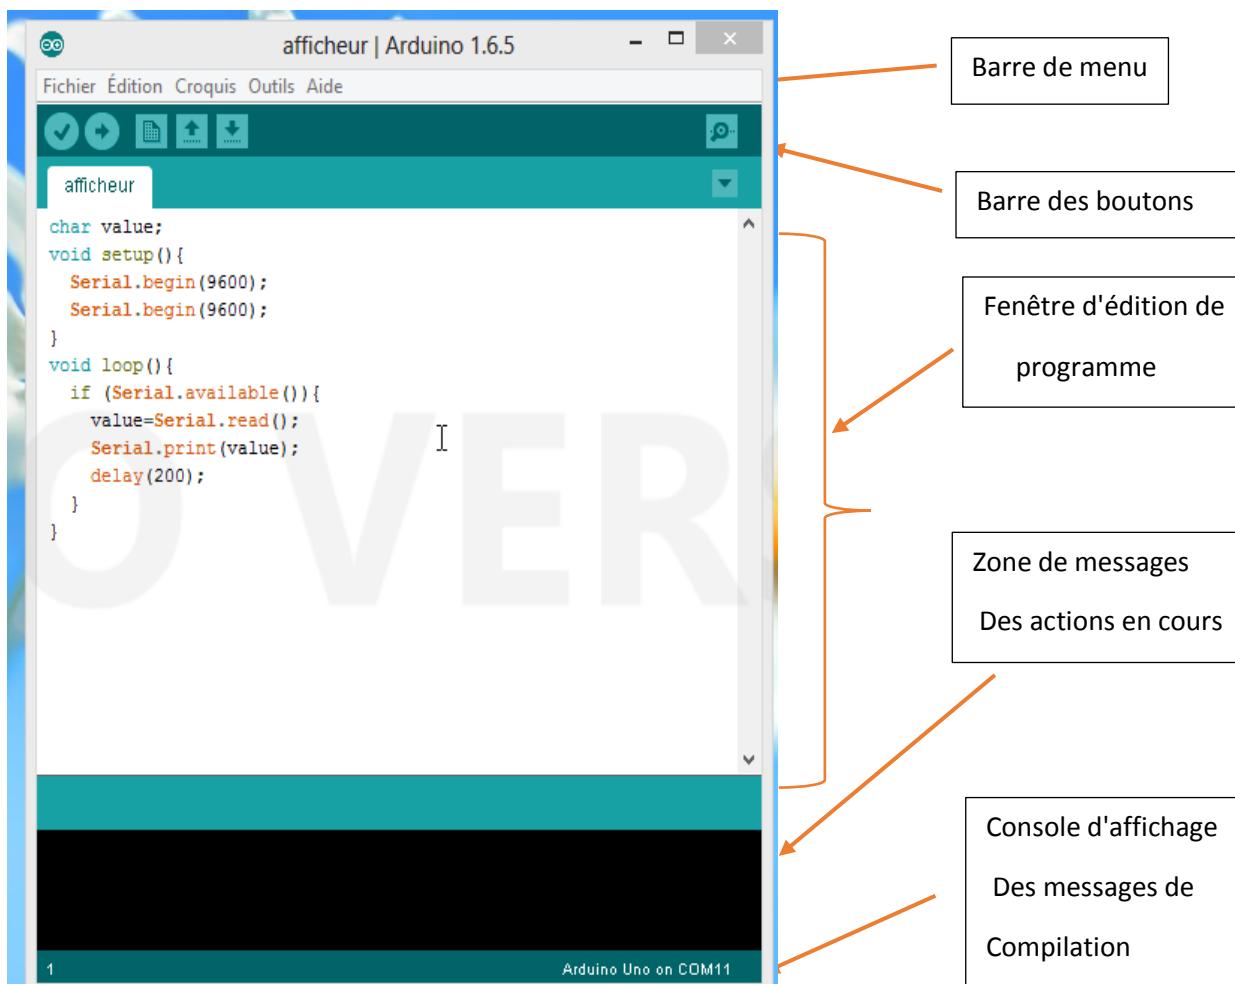 afficheur | Arduino 1.6.5
Fichier Édition Croquis Outils Aide
afficheur
char value;
void setup(){
Serial.begin(9600);
Serial.begin(9600);
}
void loop(){
if (Serial.available()){
value=Serial.read();
Serial.print(value);
delay(200);
}
}
O VERS
1
Arduino Uno on COM11
Barre de menu
Barre des boutons
Fenêtre d'édition de
programme
Zone de messages
Des actions en cours
Console d'affichage
Des messages de
Compilation